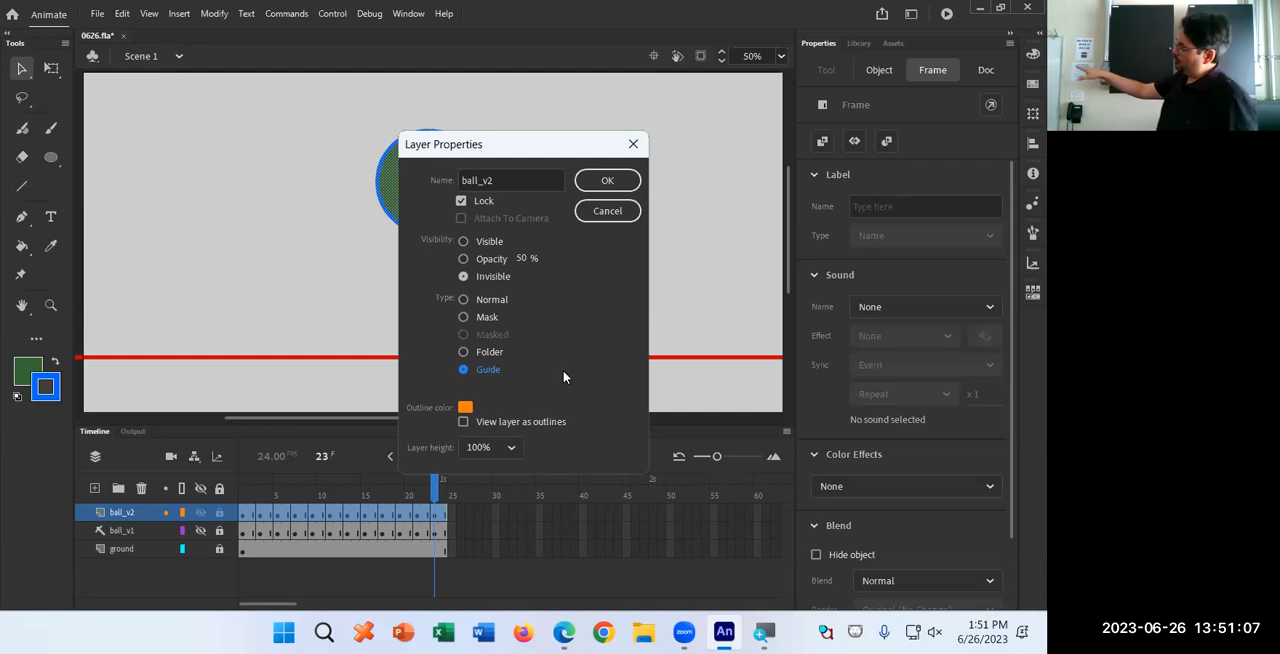 Animate File Edit View Insert Modify Text Commands Control Debug Window Help
0626.fla*
Tools
Scene 1 50%
Properties Library Assets
Tool Object Frame Doc
Frame
Label
Name Type here
Type Name
Sound
Name None
Effect None
Sync Event
Repeat x 1
No sound selected
Color Effects
None
Blend
Hide object
Blend Normal
Layer Properties
Name: ball_v2 OK
Lock
Attach To Camera Cancel
Visibility: Visible
Opacity 50 %
Invisible
Type: Normal
Mask
Masked
Folder
Guide
Outline color:
View layer as outlines
Layer height: 100%
Timeline Output
24.00 FPS 23 F
1s 2s
5 10 15 20 25 30 35 40 45 50 55 60
ball_v2
ball_v1
ground
An
1:51 PM
6/26/2023
2023-06-26 13:51:07